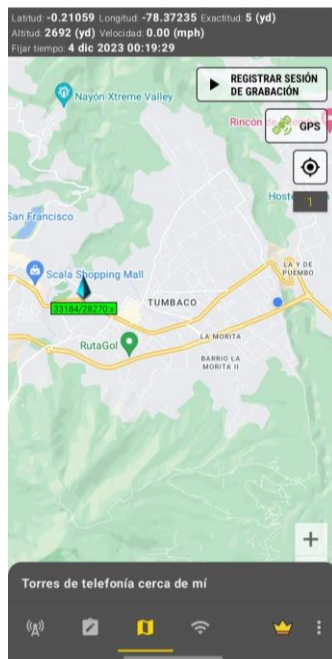 Latitud: -0.21059 Longitud: -78.37235 Exactitud: 5 (yd)
Altitud: 2692 (yd) Velocidad: 0.00 (mph)
Fijar tiempo: 4 dic 2023 00:19:29
REGISTRAR SESIÓN
DE GRABACIÓN
Nayón Xtreme Valley
Rincón de
GPS
1
Hoste
San Francisco
LA Y DE
PUEMBO
Scala Shopping Mall
33184/28270:x
TUMBACO
RutaGol
LA MORITA
BARRIO LA
MORITA II
+
Torres de telefonía cerca de mí